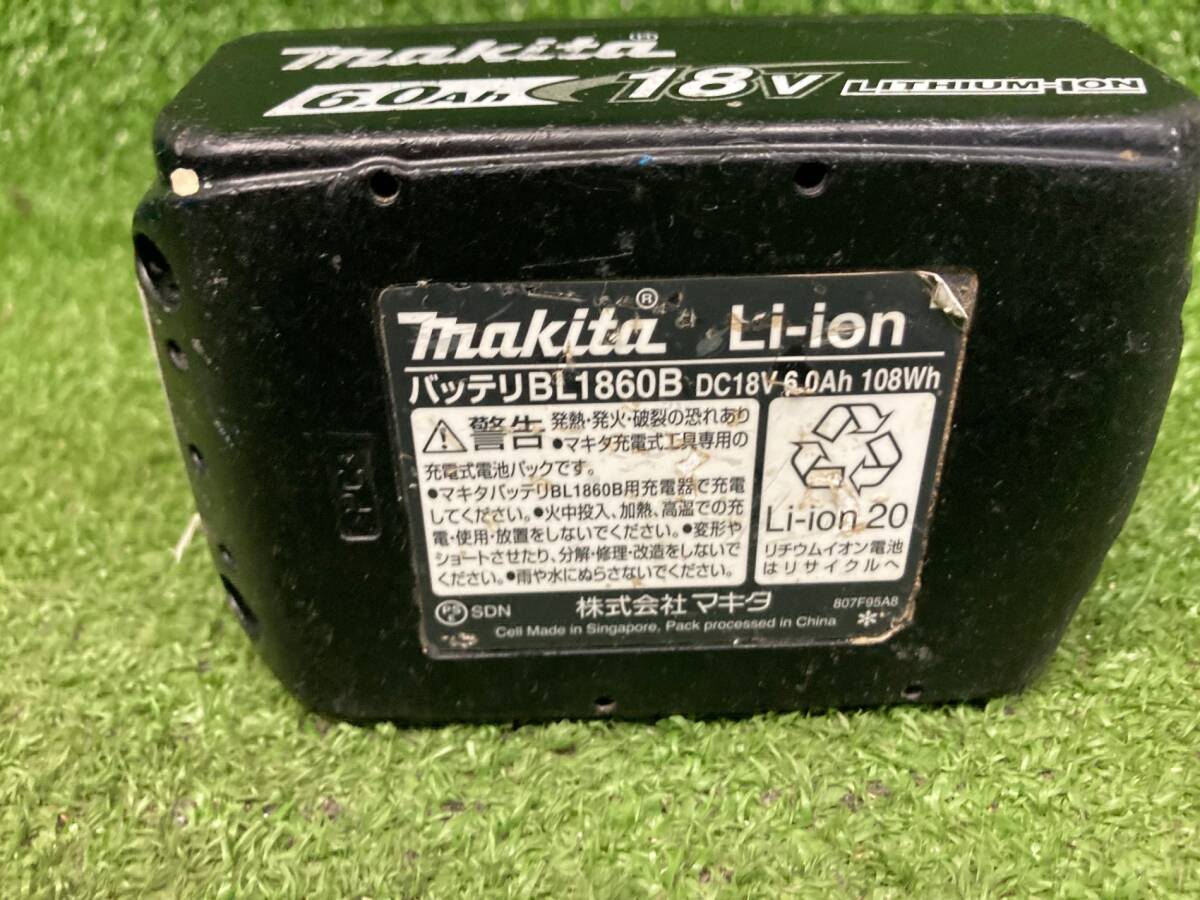 makita
6.0Ah 18V LITHIUM-ION
makita® Li-ion
バッテリBL1860B DC18V 6.0Ah 108Wh
警告 発熱・発火・破裂の恐れあり
●マキタ充電式工具専用の
充電式電池パックです。
●マキタバッテリBL1860B用充電器で充電
してください。●火中投入、加熱、高温での充
電・使用・放置をしないでください。●変形や
ショートさせたり、分解・修理・改造をしないで
ください。●雨や水にぬらさないでください。
Li-ion 20
リチウムイオン電池
はリサイクルへ
PS E SDN 株式会社マキタ 807F95A8
Cell Made in Singapore, Pack processed in China ＊